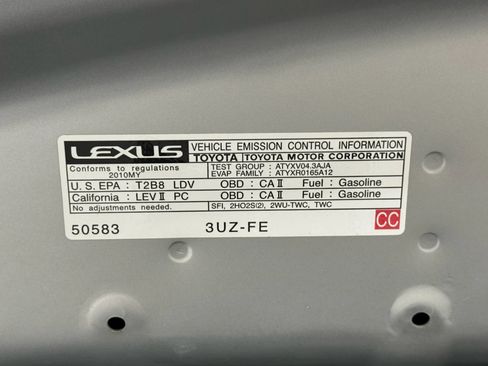 LEXUS
VEHICLE EMISSION CONTROL INFORMATION
TOYOTA TOYOTA MOTOR CORPORATION
Conforms to regulations
2010MY
TEST GROUP : ATYXV04.3AJA
EVAP FAMILY : ATYXR0165A12
U.S. EPA : T2B8 LDV OBD : CA II Fuel : Gasoline
California : LEV II PC OBD : CA II Fuel : Gasoline
No adjustments needed. SFI, 2HO2S(2), 2WU-TWC, TWC
50583 3UZ-FE CC